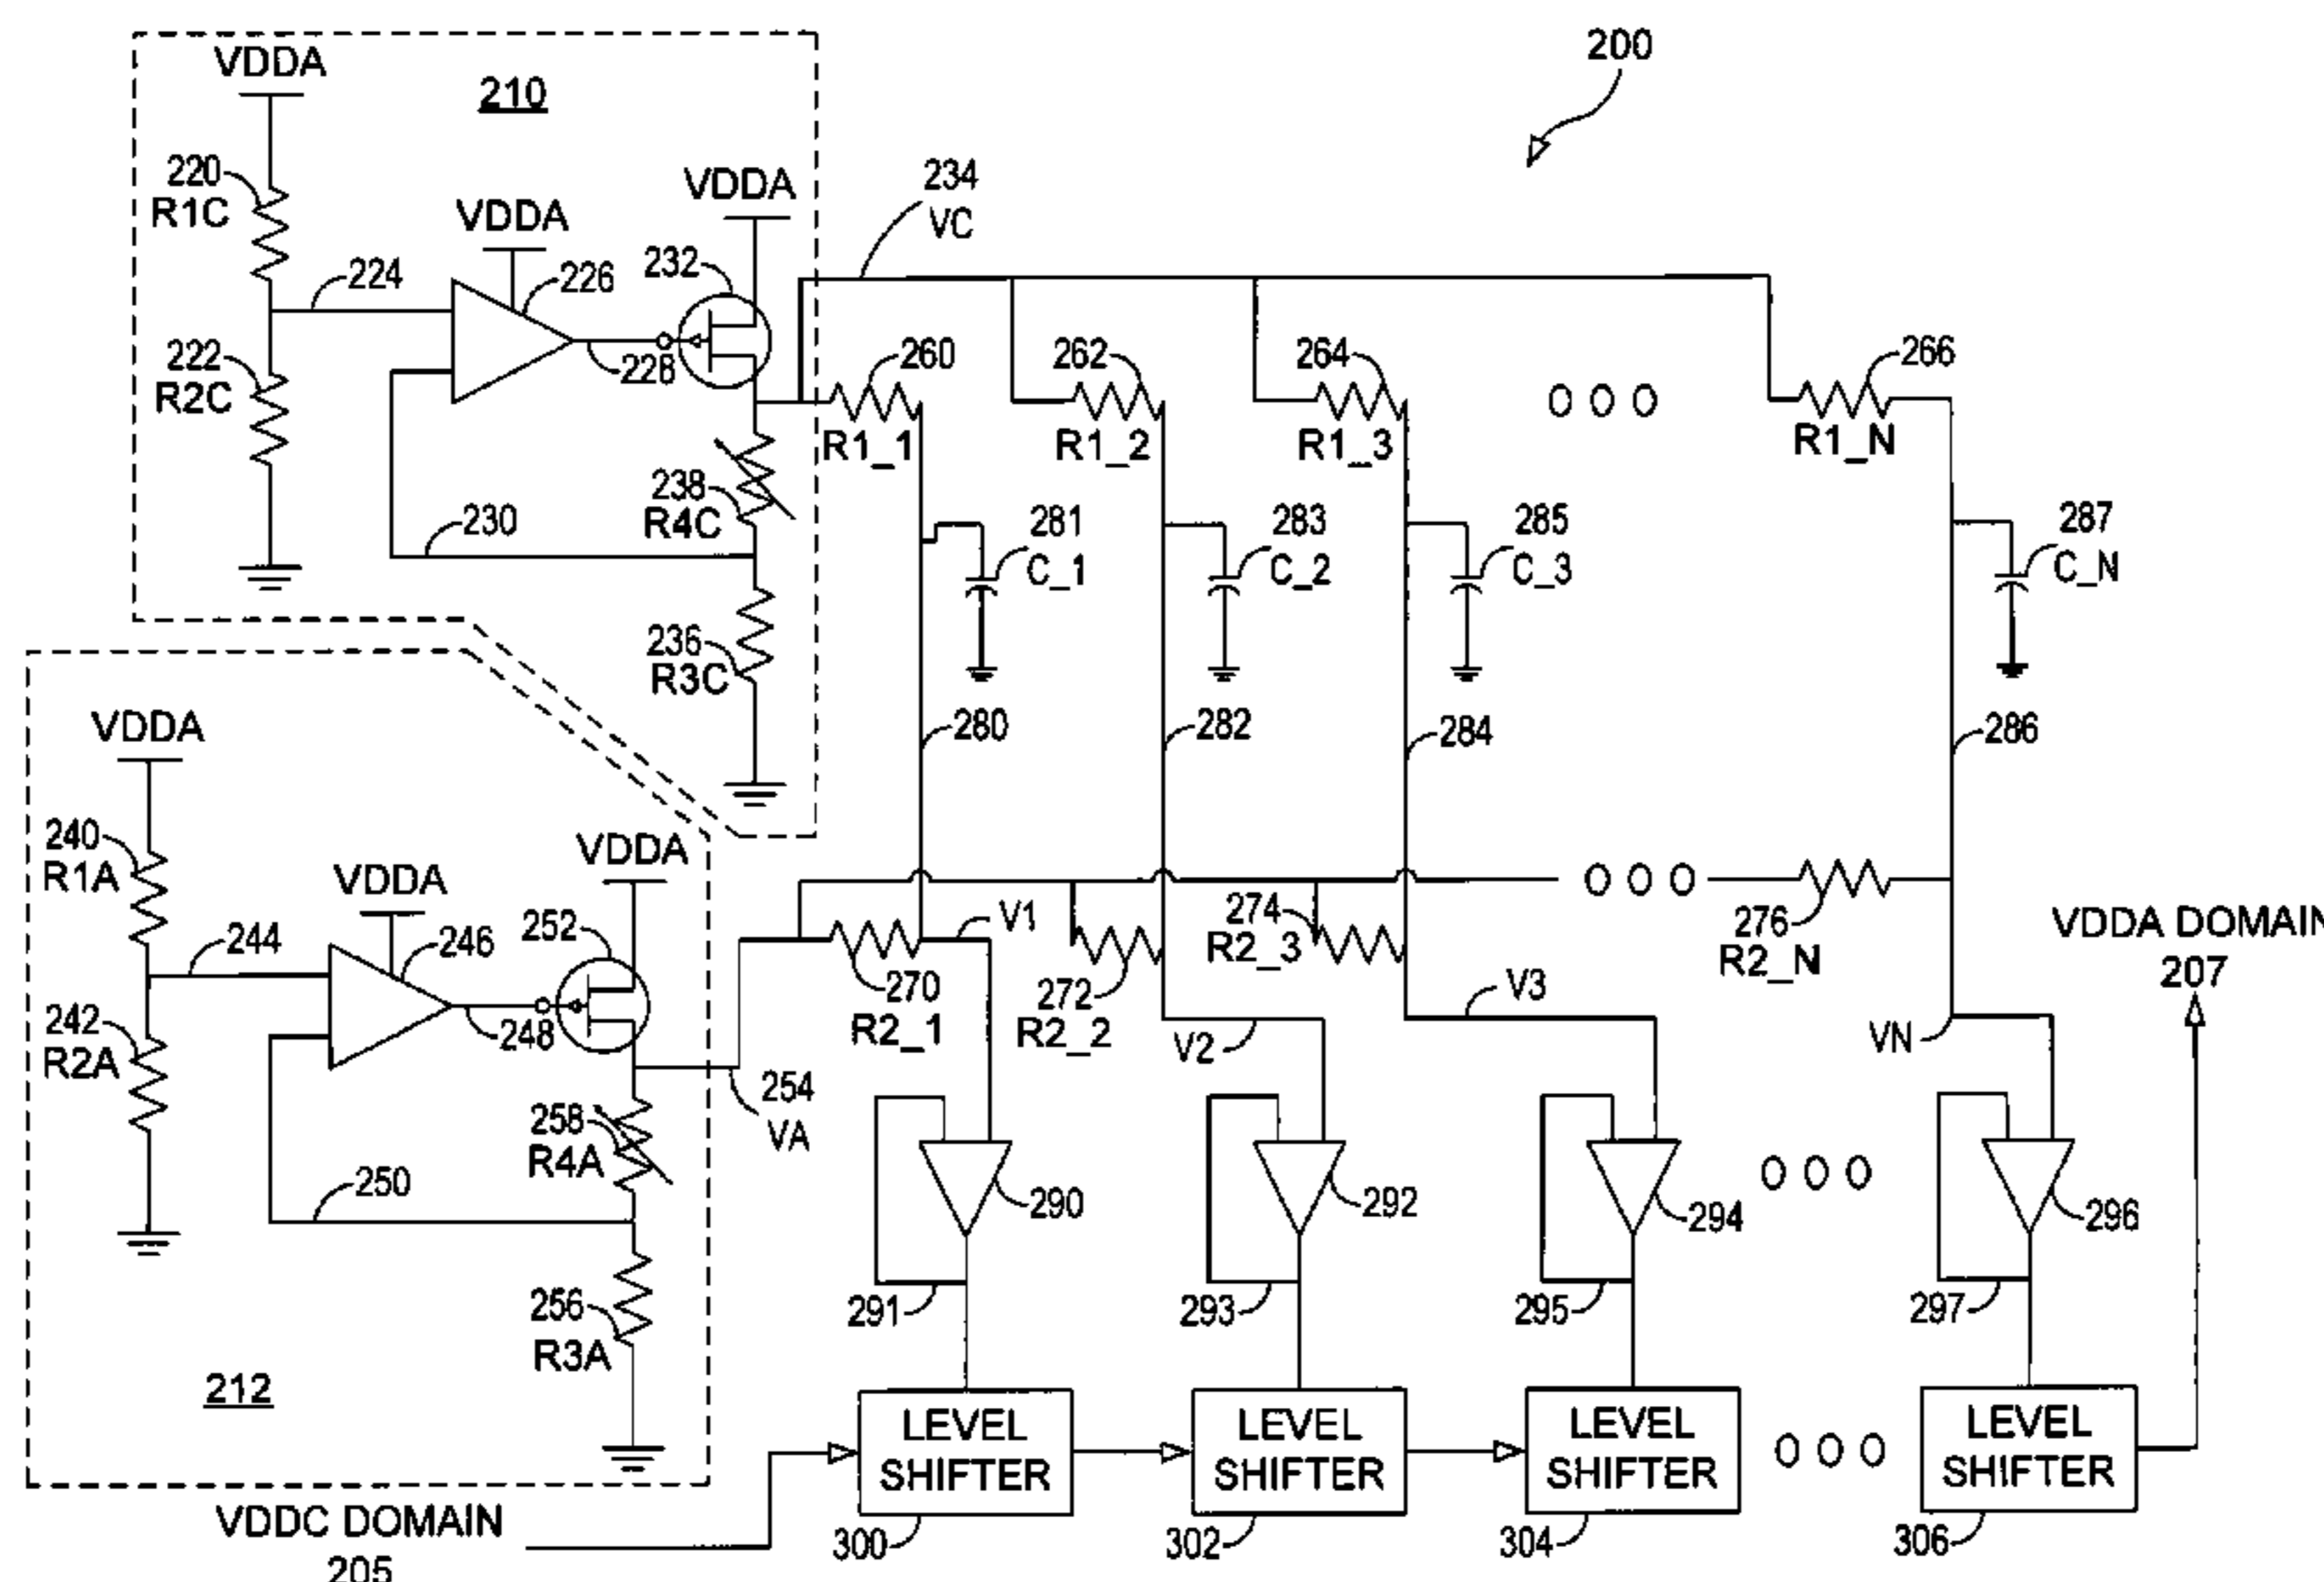 200
VDDA
210
220
R1C
222
R2C
224
VDDA
226
228
230
232
VDDA
234
VC
238
R4C
236
R3C
260
R1_1
262
R1_2
264
R1_3
O O O
266
R1_N
281
C_1
283
C_2
285
C_3
287
C_N
280
282
284
286
VDDA
240
R1A
242
R2A
244
VDDA
246
248
250
252
VDDA
254
VA
258
R4A
256
R3A
212
270
R2_1
V1
272
R2_2
V2
274
R2_3
V3
O O O
276
R2_N
VN
VDDA DOMAIN
207
290
291
292
293
294
295
O O O
296
297
LEVEL
SHIFTER
300
LEVEL
SHIFTER
302
LEVEL
SHIFTER
304
O O O
LEVEL
SHIFTER
306
VDDC DOMAIN
205